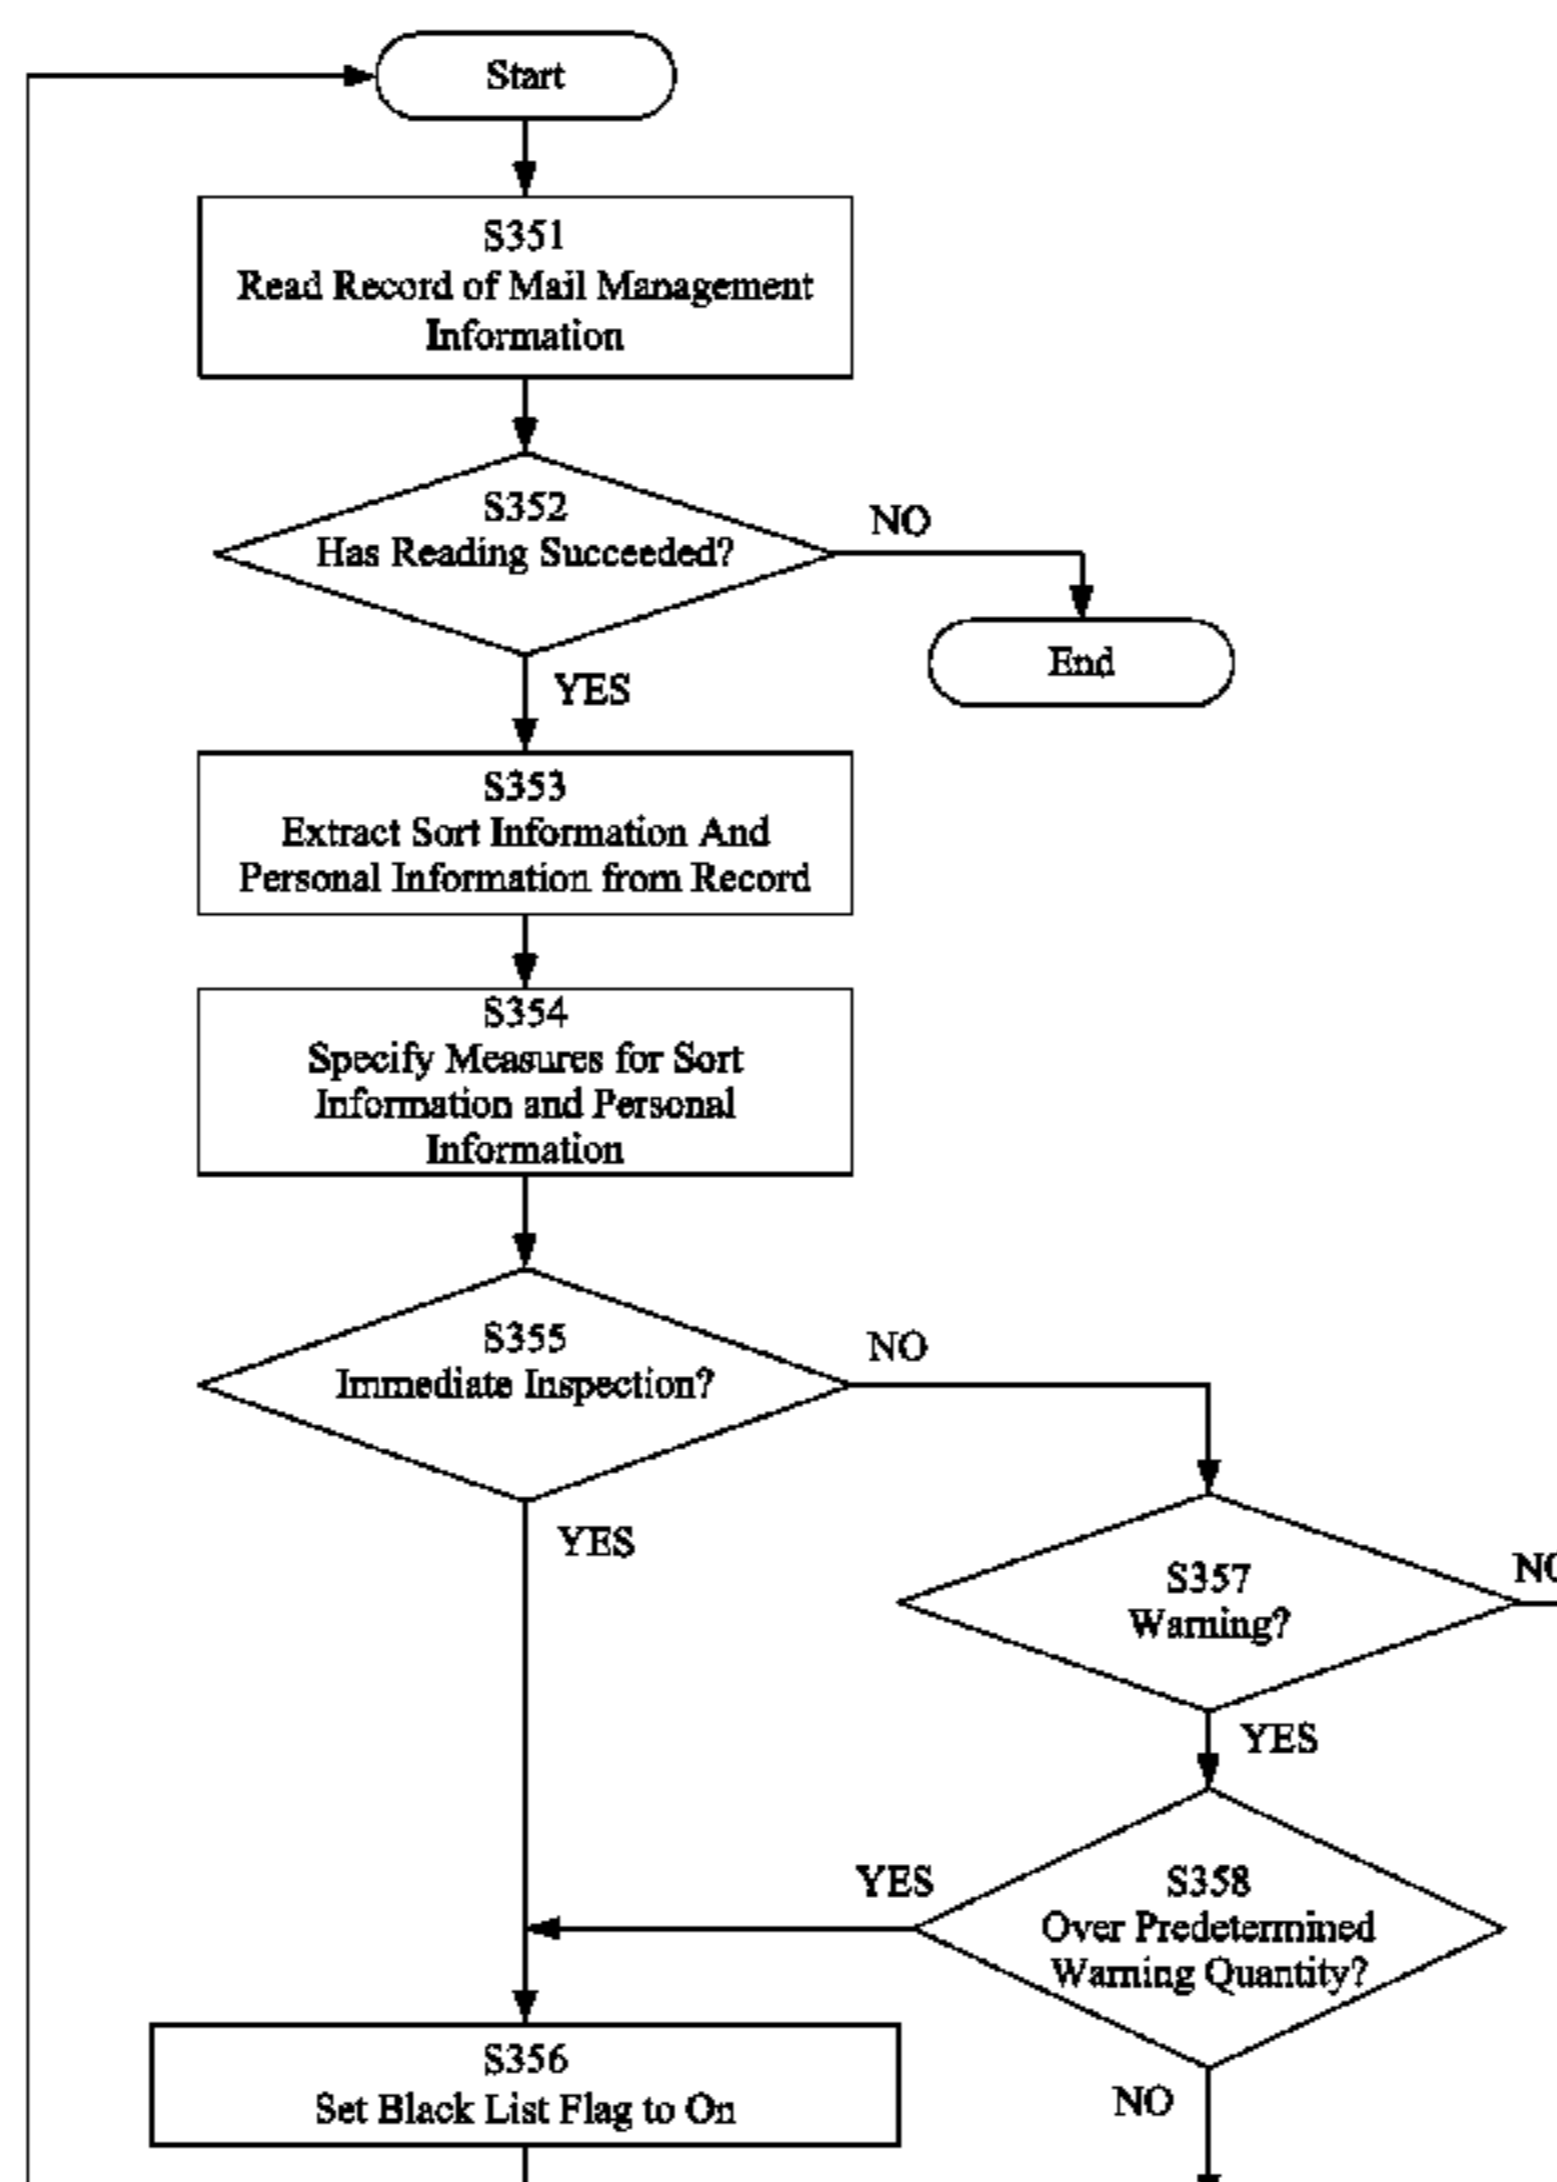 Start
S351
Read Record of Mail Management
Information
S352
Has Reading Succeeded?
NO
End
YES
S353
Extract Sort Information And
Personal Information from Record
S354
Specify Measures for Sort
Information and Personal
Information
S355
Immediate Inspection?
NO
YES
S357
Warning?
NO
YES
S358
Over Predetermined
Warning Quantity?
YES
S356
Set Black List Flag to On
NO